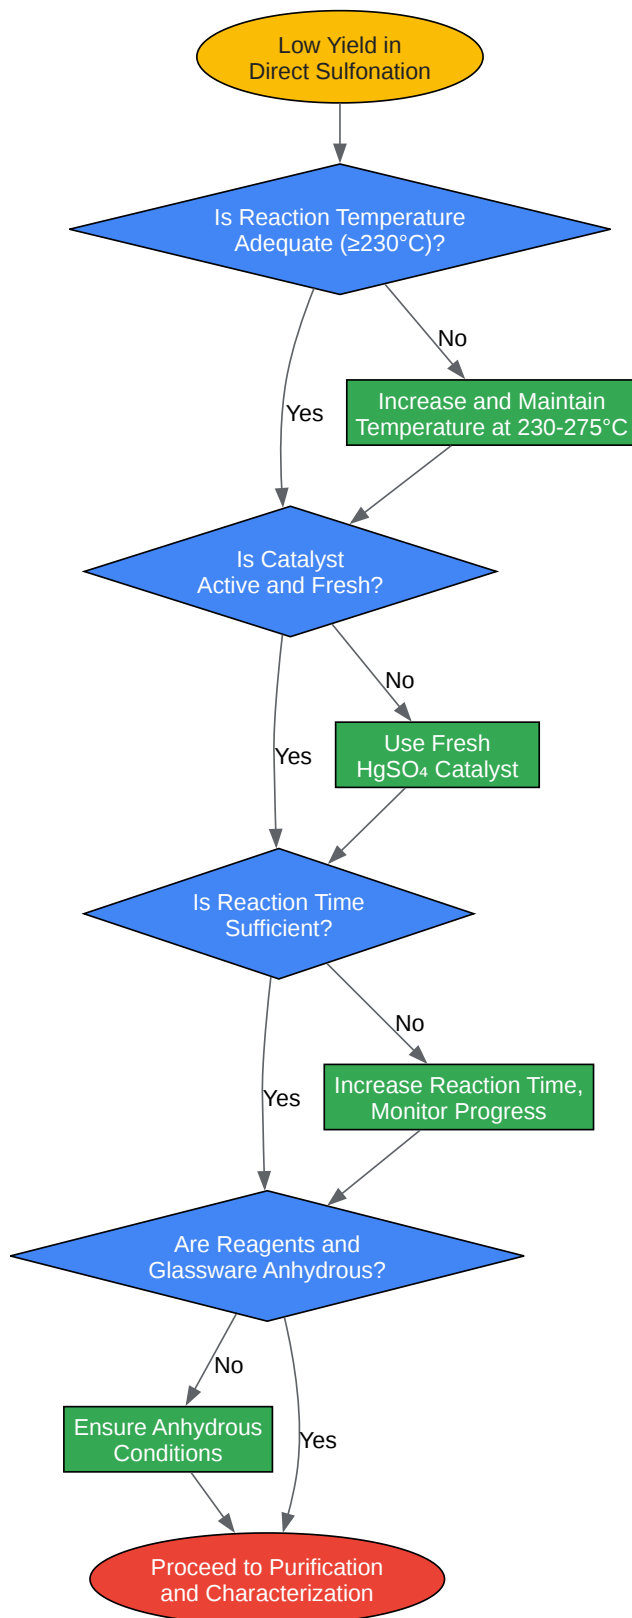 Low Yield in
Direct Sulfonation
Is Reaction Temperature
Adequate (≥230°C)?
No
Yes
Increase and Maintain
Temperature at 230-275°C
Is Catalyst
Active and Fresh?
No
Yes
Use Fresh
HgSO₄ Catalyst
Is Reaction Time
Sufficient?
No
Yes
Increase Reaction Time,
Monitor Progress
Are Reagents and
Glassware Anhydrous?
No
Yes
Ensure Anhydrous
Conditions
Proceed to Purification
and Characterization